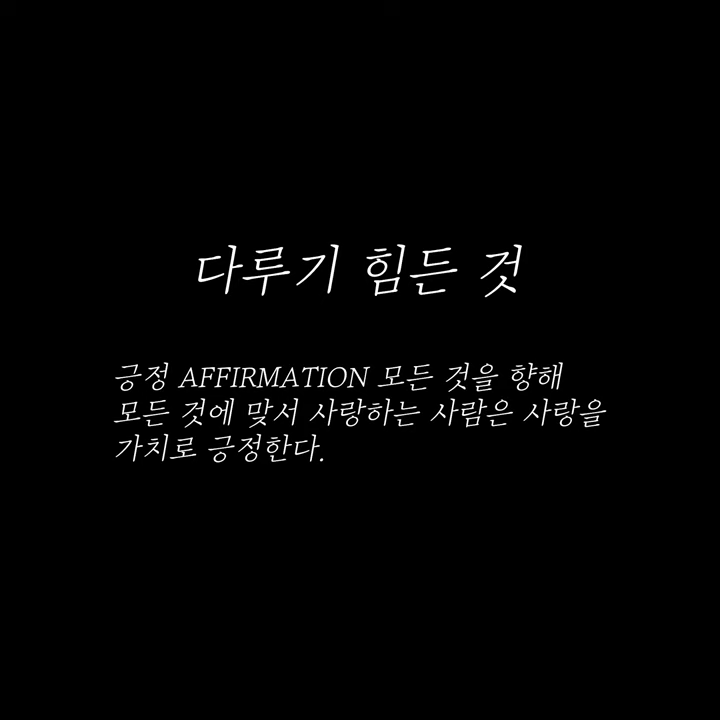 다루기 힘든 것
긍정 AFFIRMATION 모든 것을 향해
모든 것에 맞서 사랑하는 사람은 사랑을
가치로 긍정한다.